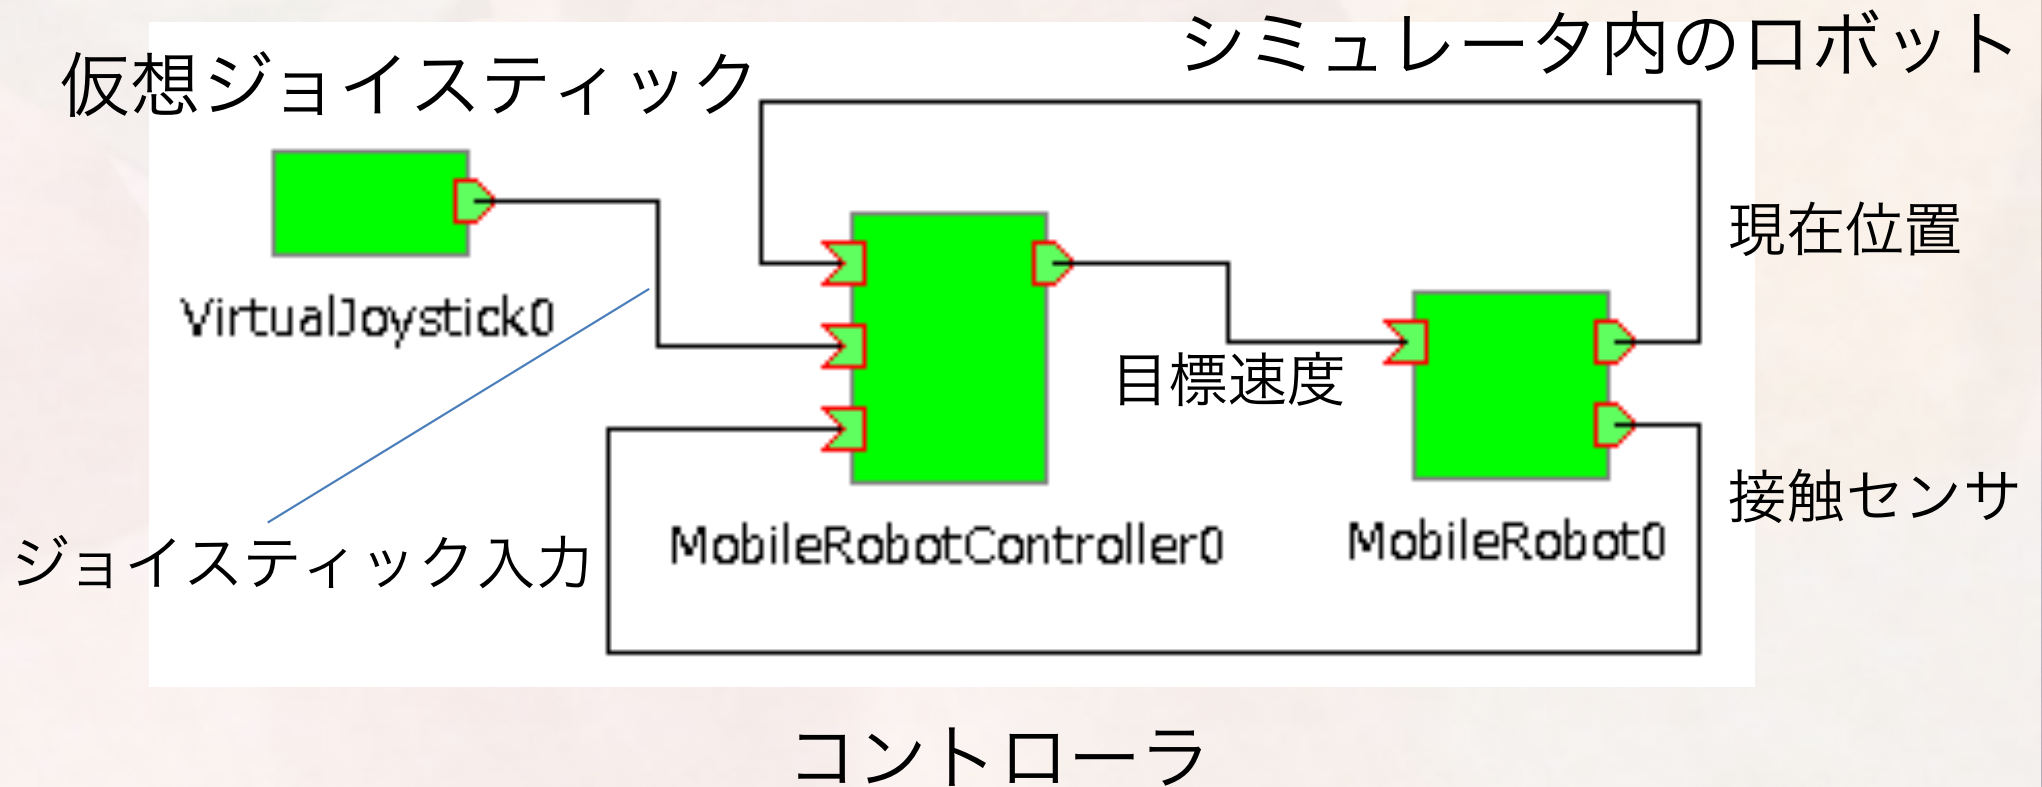 シミュレータ内のロボット
仮想ジョイスティック
現在位置
VirtualJoystick0
目標速度
接触センサ
ジョイスティック入力
MobileRobotController0
MobileRobot0
コントローラ